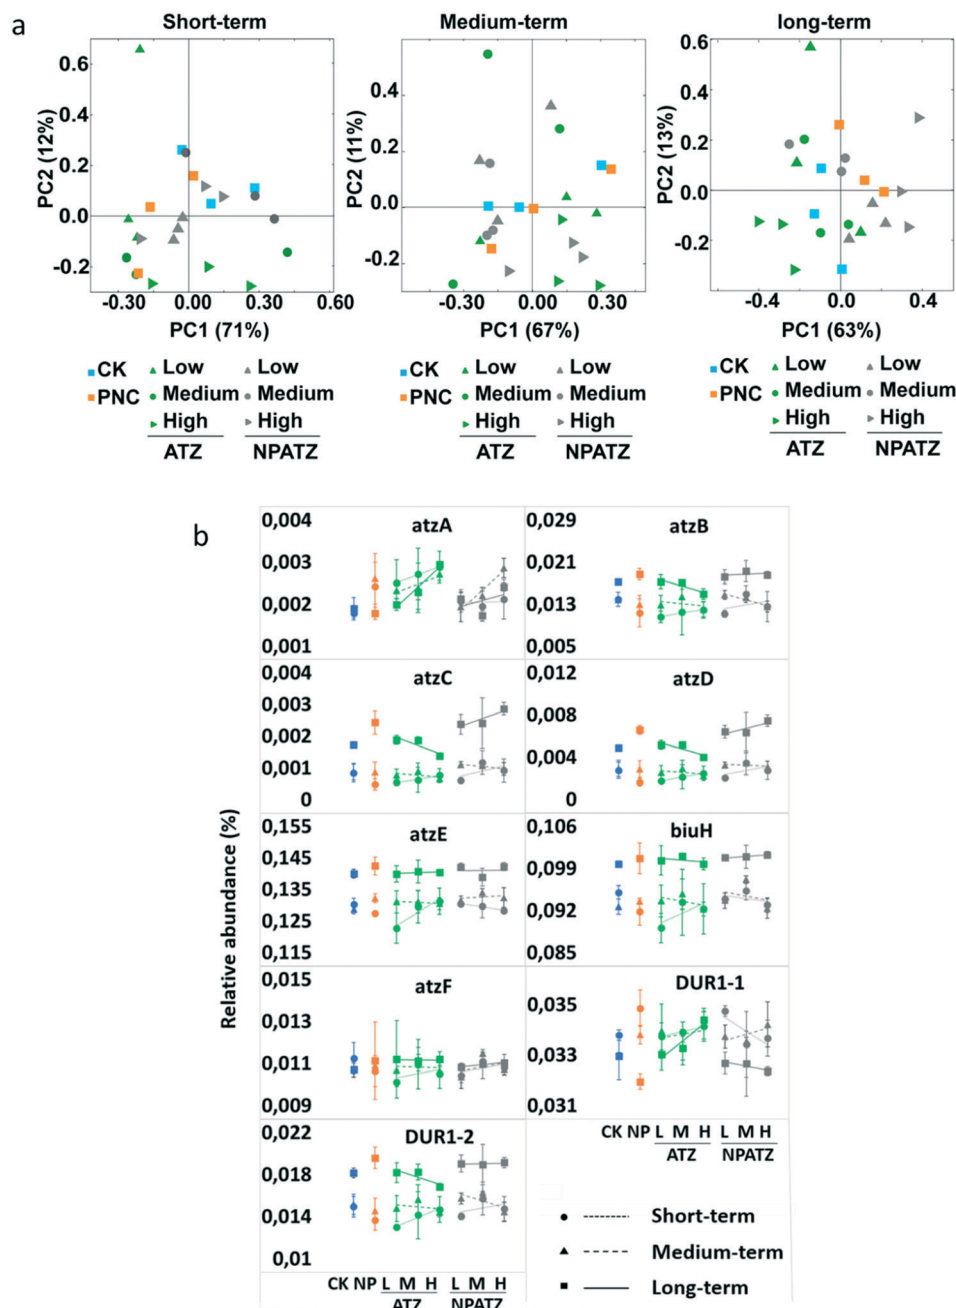 a
Short-term
Medium-term
long-term
PC2 (12%)
0.6
0.4
0.2
0.0
-0.2
-0.30
0.00
0.30
0.60
PC1 (71%)
PC2 (11%)
0.4
0.2
0.0
-0.2
-0.30
0.00
0.30
PC1 (67%)
PC2 (13%)
0.6
0.4
0.2
0.0
-0.2
-0.4
0.0
0.4
PC1 (63%)
CK Low Low
PNC Medium Medium
High High
ATZ NPATZ
CK Low Low
PNC Medium Medium
High High
ATZ NPATZ
CK Low Low
PNC Medium Medium
High High
ATZ NPATZ
b
Relative abundance (%)
atzA
0,004
0,003
0,002
0,001
atzB
0,029
0,021
0,013
0,005
atzC
0,004
0,003
0,002
0,001
0
atzD
0,012
0,008
0,004
0
atzE
0,155
0,145
0,135
0,125
0,115
biuH
0,106
0,099
0,092
0,085
atzF
0,015
0,013
0,011
0,009
DUR1-1
0,035
0,033
0,031
CK NP L M H L M H
ATZ NPATZ
DUR1-2
0,022
0,018
0,014
0,01
CK NP L M H L M H
ATZ NPATZ
Short-term
Medium-term
Long-term